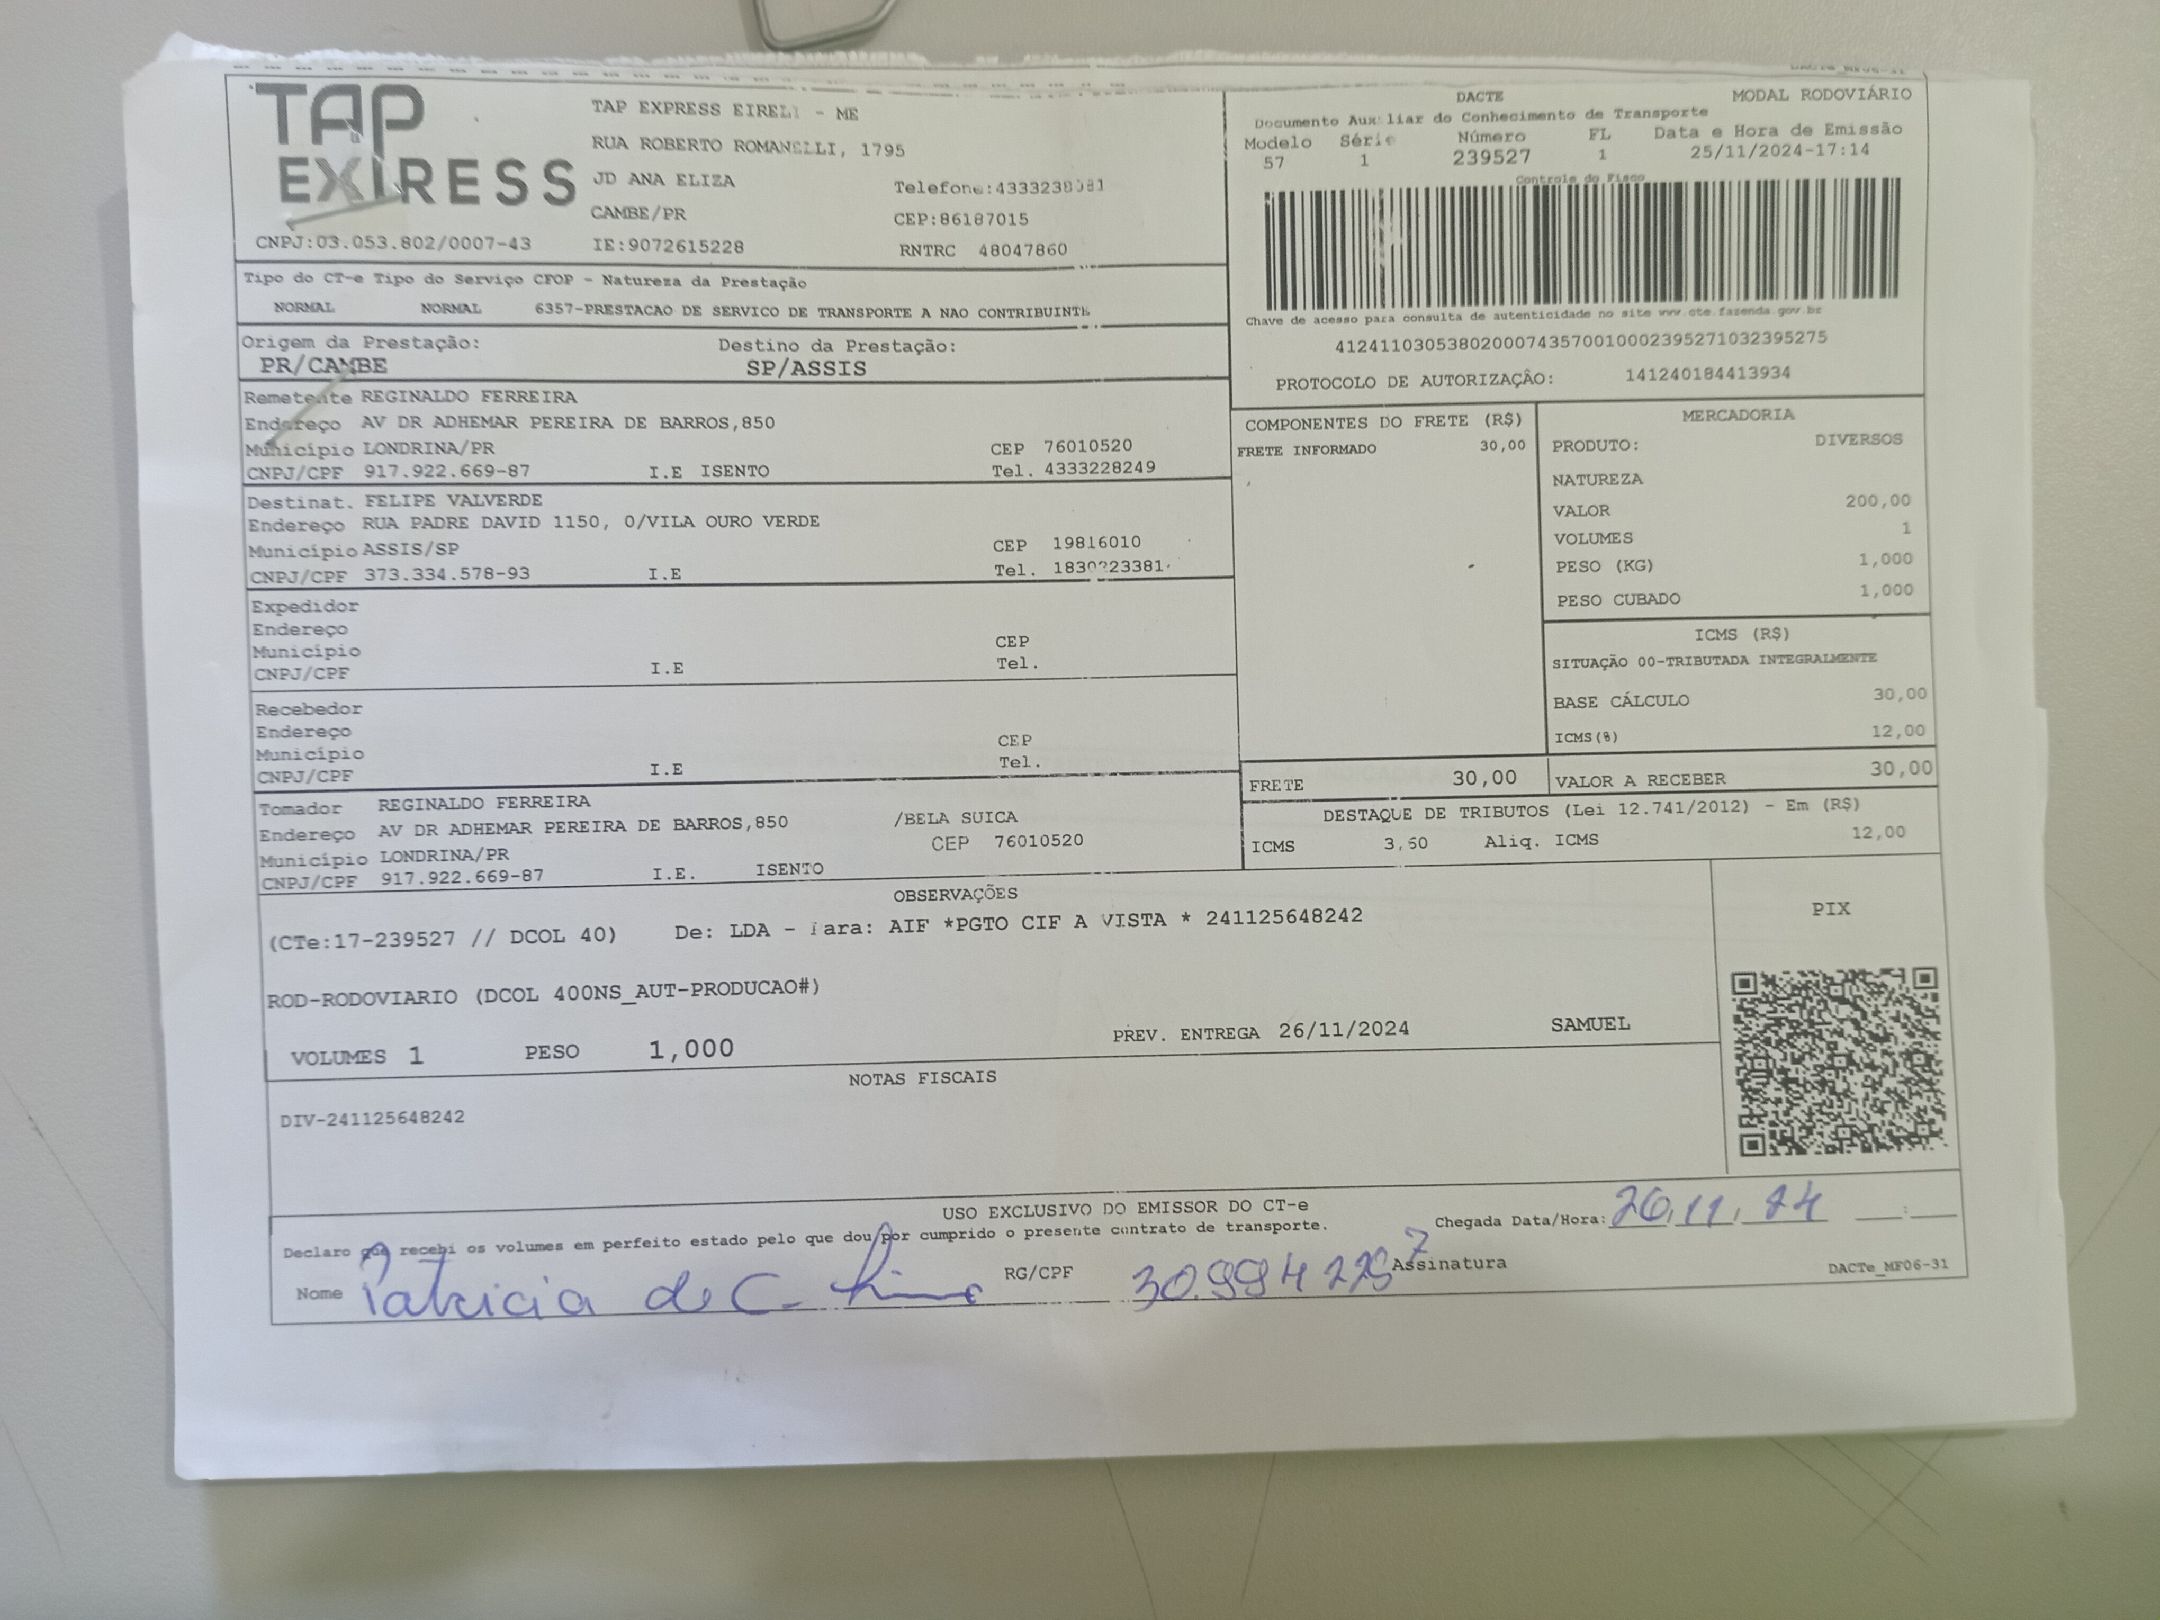 TAP
EXPRESS
CNPJ:03.053.802/0007-43
TAP EXPRESS EIRELI - ME
RUA ROBERTO ROMANELLI, 1795
JD ANA ELIZA
Telefone:4333238081
CAMBE/PR
CEP:86187015
IE:9072615228
RNTRC 48047860
DACTE MODAL RODOVIÁRIO
Documento Auxiliar do Conhecimento de Transporte
Modelo Série Número FL Data e Hora de Emissão
57 1 239527 1 25/11/2024-17:14
Controle do Fisco
Chave de acesso para consulta de autenticidade no site www.cte.fazenda.gov.br
41241103053802000743570010002395271032395275
PROTOCOLO DE AUTORIZAÇÃO: 141240184413934
Tipo do CT-e Tipo do Serviço CFOP - Natureza da Prestação
NORMAL NORMAL 6357-PRESTACAO DE SERVICO DE TRANSPORTE A NAO CONTRIBUINTE
Origem da Prestação: Destino da Prestação:
PR/CAMBE SP/ASSIS
Remetente REGINALDO FERREIRA
Endereço AV DR ADHEMAR PEREIRA DE BARROS,850
Município LONDRINA/PR CEP 76010520
CNPJ/CPF 917.922.669-87 I.E ISENTO Tel. 4333228249
Destinat. FELIPE VALVERDE
Endereço RUA PADRE DAVID 1150, 0/VILA OURO VERDE
Município ASSIS/SP CEP 19816010
CNPJ/CPF 373.334.578-93 I.E Tel.
Expedidor
Endereço
Município CEP
CNPJ/CPF I.E Tel.
Recebedor
Endereço
Município CEP
CNPJ/CPF I.E Tel.
Tomador REGINALDO FERREIRA
Endereço AV DR ADHEMAR PEREIRA DE BARROS,850 /BELA SUICA
Município LONDRINA/PR CEP 76010520
CNPJ/CPF 917.922.669-87 I.E. ISENTO
COMPONENTES DO FRETE (R$)
FRETE INFORMADO 30,00
MERCADORIA
PRODUTO: DIVERSOS
NATUREZA
VALOR 200,00
VOLUMES 1
PESO (KG) 1,000
PESO CUBADO 1,000
ICMS (R$)
SITUAÇÃO 00-TRIBUTADA INTEGRALMENTE
BASE CÁLCULO 30,00
ICMS(%) 12,00
FRETE 30,00 VALOR A RECEBER 30,00
DESTAQUE DE TRIBUTOS (Lei 12.741/2012) - Em (R$)
ICMS 3,60 Aliq. ICMS 12,00
OBSERVAÇÕES
(CTe:17-239527 // DCOL 40) De: LDA - Para: AIF *PGTO CIF A VISTA * 241125648242
ROD-RODOVIARIO (DCOL 400NS_AUT-PRODUCAO#)
VOLUMES 1 PESO 1,000 PREV. ENTREGA 26/11/2024 SAMUEL
PIX
NOTAS FISCAIS
DIV-241125648242
USO EXCLUSIVO DO EMISSOR DO CT-e
Declaro que recebi os volumes em perfeito estado pelo que dou por cumprido o presente contrato de transporte. Chegada Data/Hora: 26.11.24 __:__
Nome Patricia de C. RG/CPF 30.994 2257 Assinatura
DACTe_MF06-31